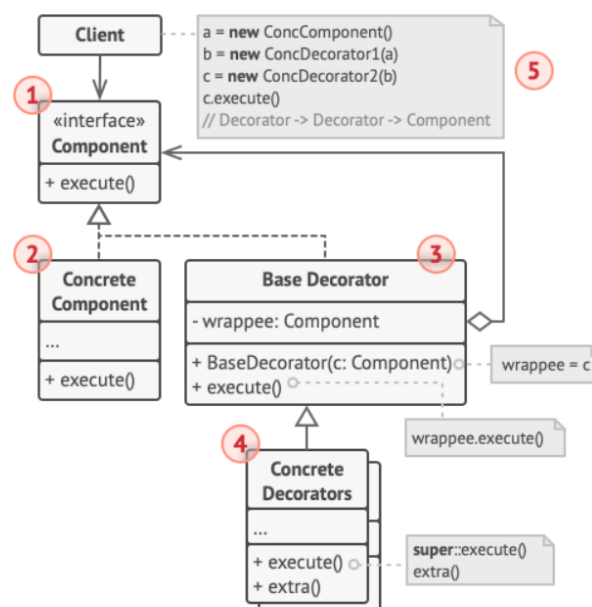 Client
a = new ConcComponent()
b = new ConcDecorator1(a)
c = new ConcDecorator2(b)
c.execute()
// Decorator -> Decorator -> Component
5
1
«interface»
Component
+ execute()
2
Concrete
Component
...
+ execute()
3
Base Decorator
- wrappee: Component
+ BaseDecorator(c: Component)
+ execute()
wrappee = c
wrappee.execute()
4
Concrete
Decorators
...
+ execute()
+ extra()
super::execute()
extra()